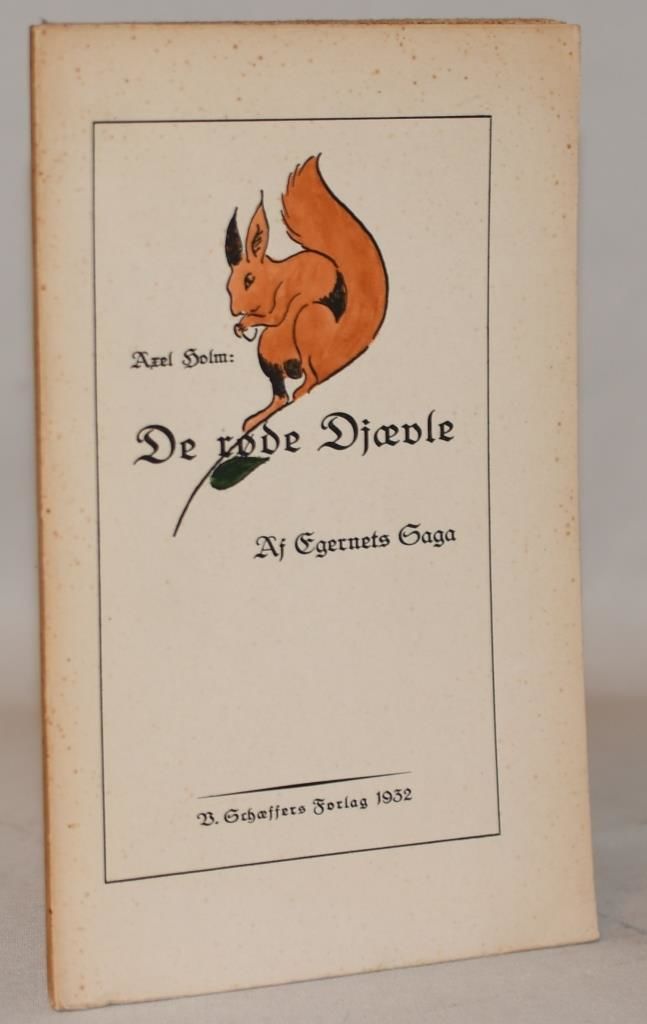 Axel Holm:
De røde Djævle
Af Egernets Saga
V. Schæffers Forlag 1932